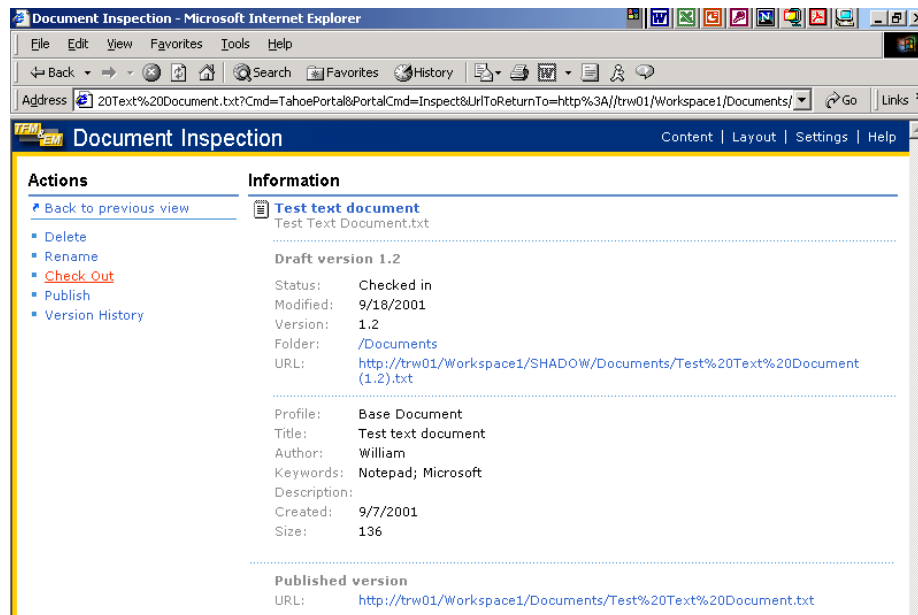 Document Inspection - Microsoft Internet Explorer
File Edit View Favorites Tools Help
Back Search Favorites History
Address 20Text%20Document.txt?Cmd=TahoePortal&PortalCmd=Inspect&UrlToReturnTo=http%3A//trw01/Workspace1/Documents/ Go Links
TFM&EM Document Inspection Content | Layout | Settings | Help
Actions
Back to previous view
Delete
Rename
Check Out
Publish
Version History
Information
Test text document
Test Text Document.txt
Draft version 1.2
Status: Checked in
Modified: 9/18/2001
Version: 1.2
Folder: /Documents
URL: http://trw01/Workspace1/SHADOW/Documents/Test%20Text%20Document
(1.2).txt
Profile: Base Document
Title: Test text document
Author: William
Keywords: Notepad; Microsoft
Description:
Created: 9/7/2001
Size: 136
Published version
URL: http://trw01/Workspace1/Documents/Test%20Text%20Document.txt